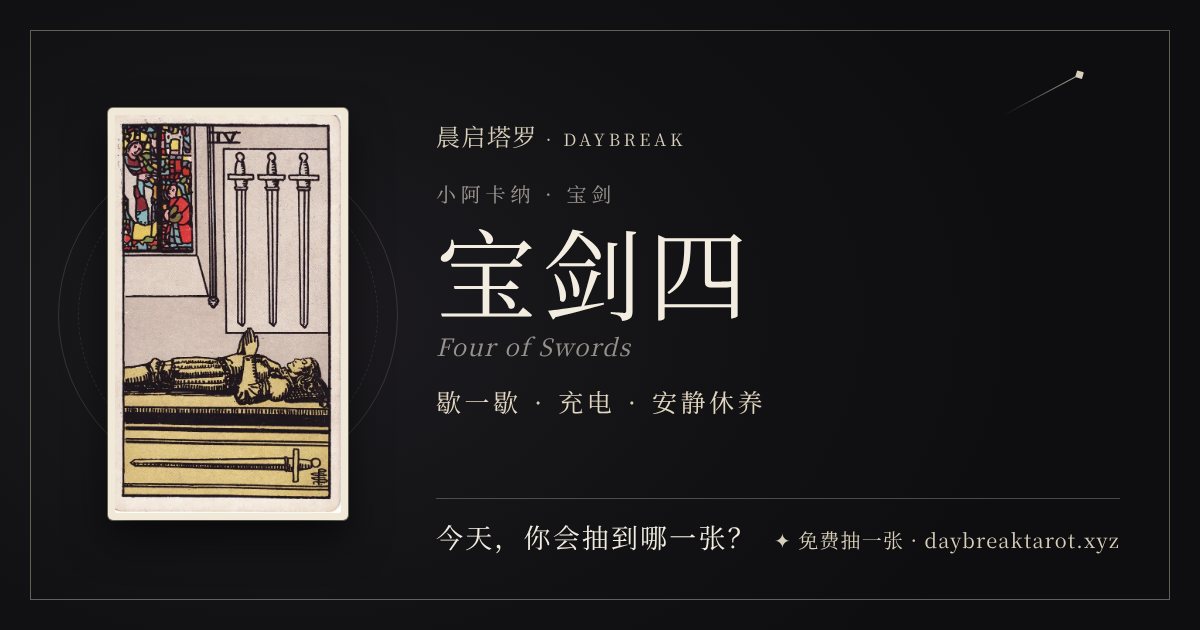 IV
晨启塔罗 · DAYBREAK
小阿卡纳 · 宝剑
宝剑四
Four of Swords
歇一歇 · 充电 · 安静休养
今天，你会抽到哪一张？
✦ 免费抽一张 · daybreaktarot.xyz